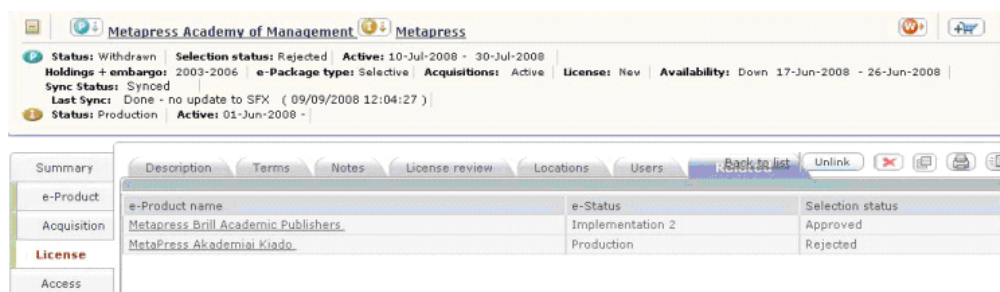 Metapress Academy of Management Metapress
Status: Withdrawn Selection status: Rejected Active: 10-Jul-2008 - 30-Jul-2008
Holdings + embargo: 2003-2006 e-Package type: Selective Acquisitions: Active License: New Availability: Down 17-Jun-2008 - 26-Jun-2008
Sync Status: Synced
Last Sync: Done - no update to SFX ( 09/09/2008 12:04:27 )
Status: Production Active: 01-Jun-2008 -
Summary
Description Terms Notes License review Locations Users Related Back to list Unlink
e-Product
e-Product name e-Status Selection status
Acquisition
Metapress Brill Academic Publishers Implementation 2 Approved
MetaPress Akademiai Kiado Production Rejected
License
Access